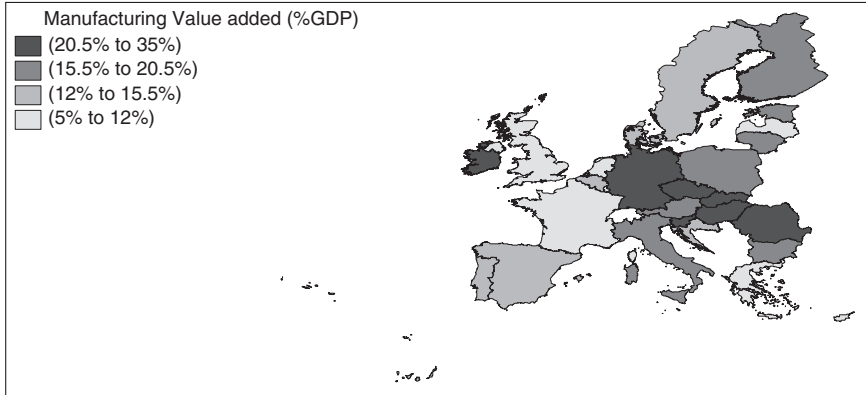 Manufacturing Value added (%GDP)
(20.5% to 35%)
(15.5% to 20.5%)
(12% to 15.5%)
(5% to 12%)